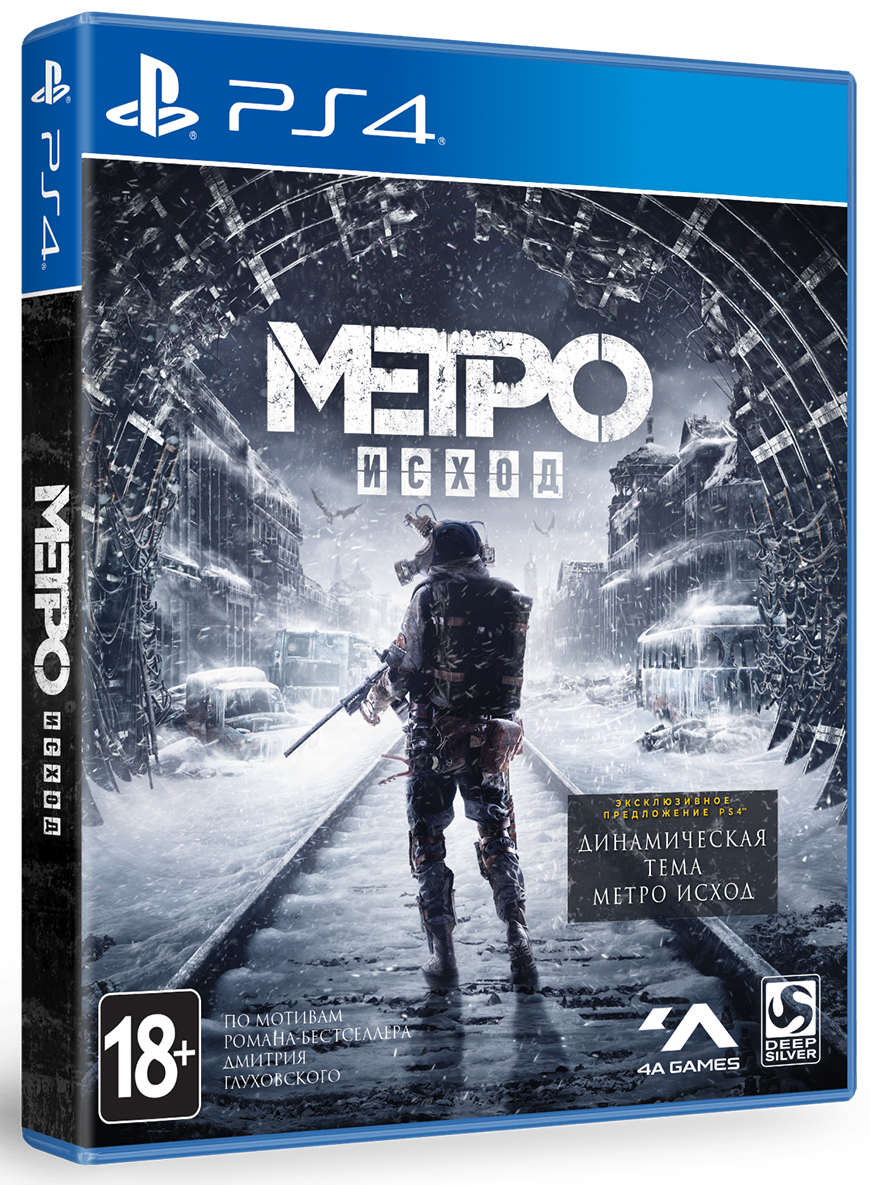 PS4
PS4
МЕТРО
ИСХОД
МЕТРО
ИСХОД
ЭКСКЛЮЗИВНОЕ
ПРЕДЛОЖЕНИЕ PS4™
ДИНАМИЧЕСКАЯ
ТЕМА
МЕТРО ИСХОД
18+
ПО МОТИВАМ
РОМАНА-БЕСТСЕЛЛЕРА
ДМИТРИЯ
ГЛУХОВСКОГО
4A GAMES
DEEP
SILVER